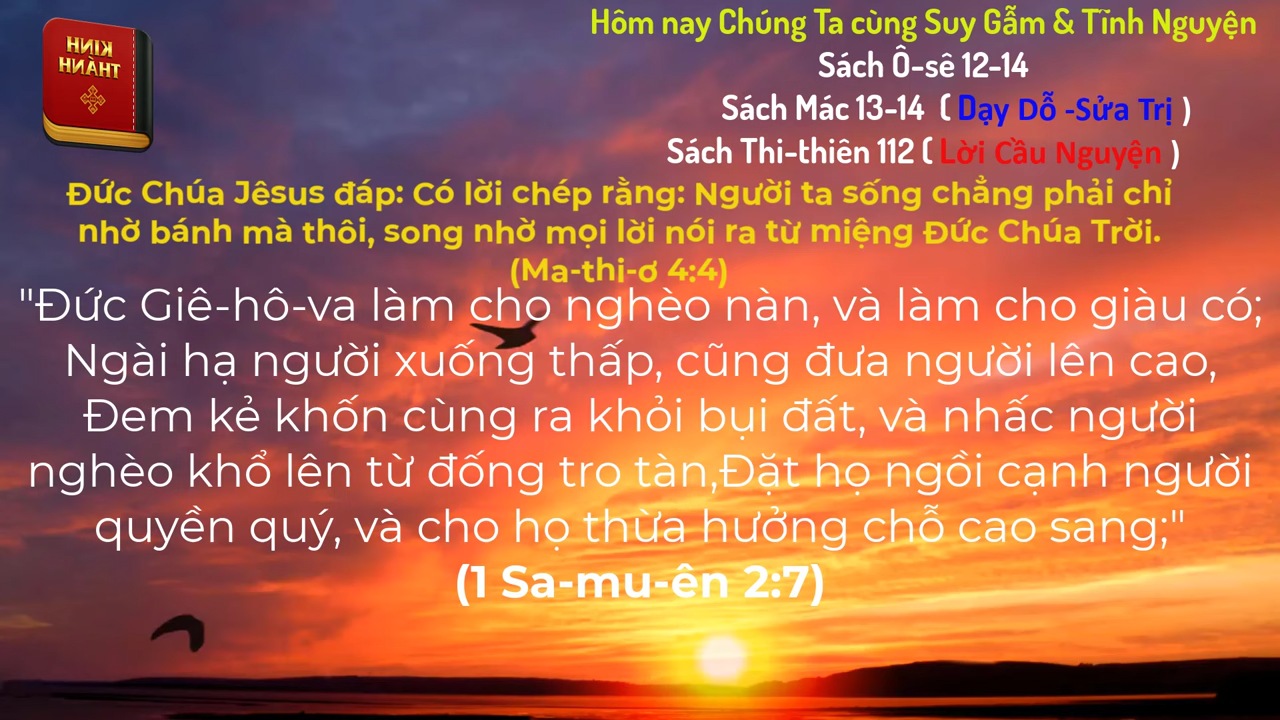 KINH
THÀNH
Hôm nay Chúng Ta cùng Suy Gẫm & Tĩnh Nguyện
Sách Ô-sê 12-14
Sách Mác 13-14 ( Dạy Dỗ -Sửa Trị )
Sách Thi-thiên 112 ( Lời Cầu Nguyện )
Đức Chúa Jêsus đáp: Có lời chép rằng: Người ta sống chẳng phải chỉ
nhờ bánh mà thôi, song nhờ mọi lời nói ra từ miệng Đức Chúa Trời.
(Ma-thi-ơ 4:4)
"Đức Giê-hô-va làm cho nghèo nàn, và làm cho giàu có;
Ngài hạ người xuống thấp, cũng đưa người lên cao,
Đem kẻ khốn cùng ra khỏi bụi đất, và nhấc người
nghèo khổ lên từ đống tro tàn,Đặt họ ngồi cạnh người
quyền quý, và cho họ thừa hưởng chỗ cao sang;"
(1 Sa-mu-ên 2:7)